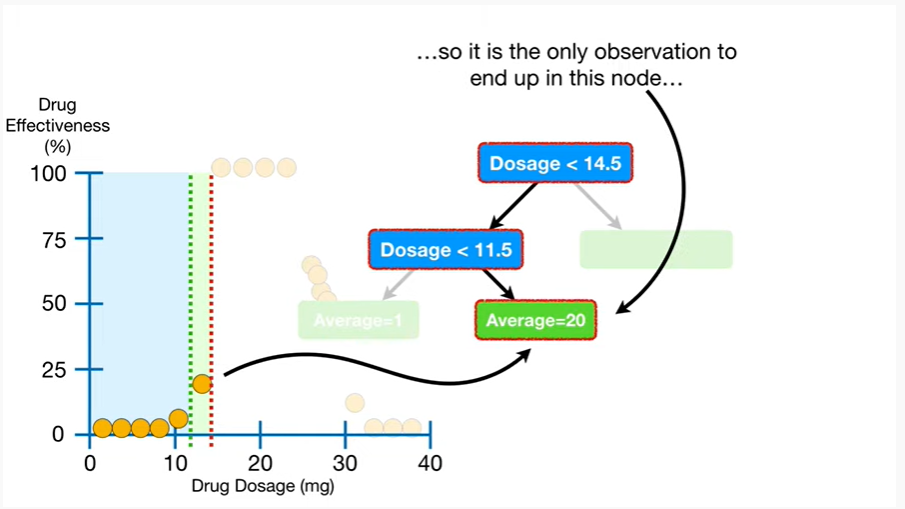 …so it is the only observation to
end up in this node…
Drug
Effectiveness
(%)
100
75
50
25
0
0 10 20 30 40
Drug Dosage (mg)
Dosage < 14.5
Dosage < 11.5
Average=1
Average=20